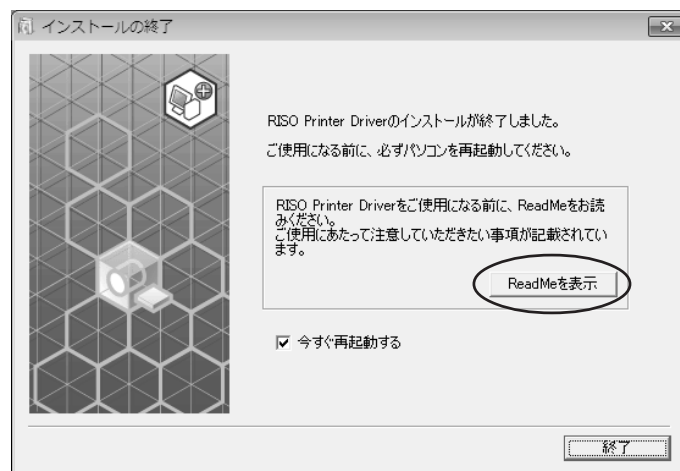 インストールの終了
RISO Printer Driverのインストールが終了しました。
ご使用になる前に、必ずパソコンを再起動してください。
RISO Printer Driverをご使用になる前に、ReadMeをお読
みください。
ご使用にあたって注意していただきたい事項が記載されてい
ます。
ReadMeを表示
今すぐ再起動する
終了